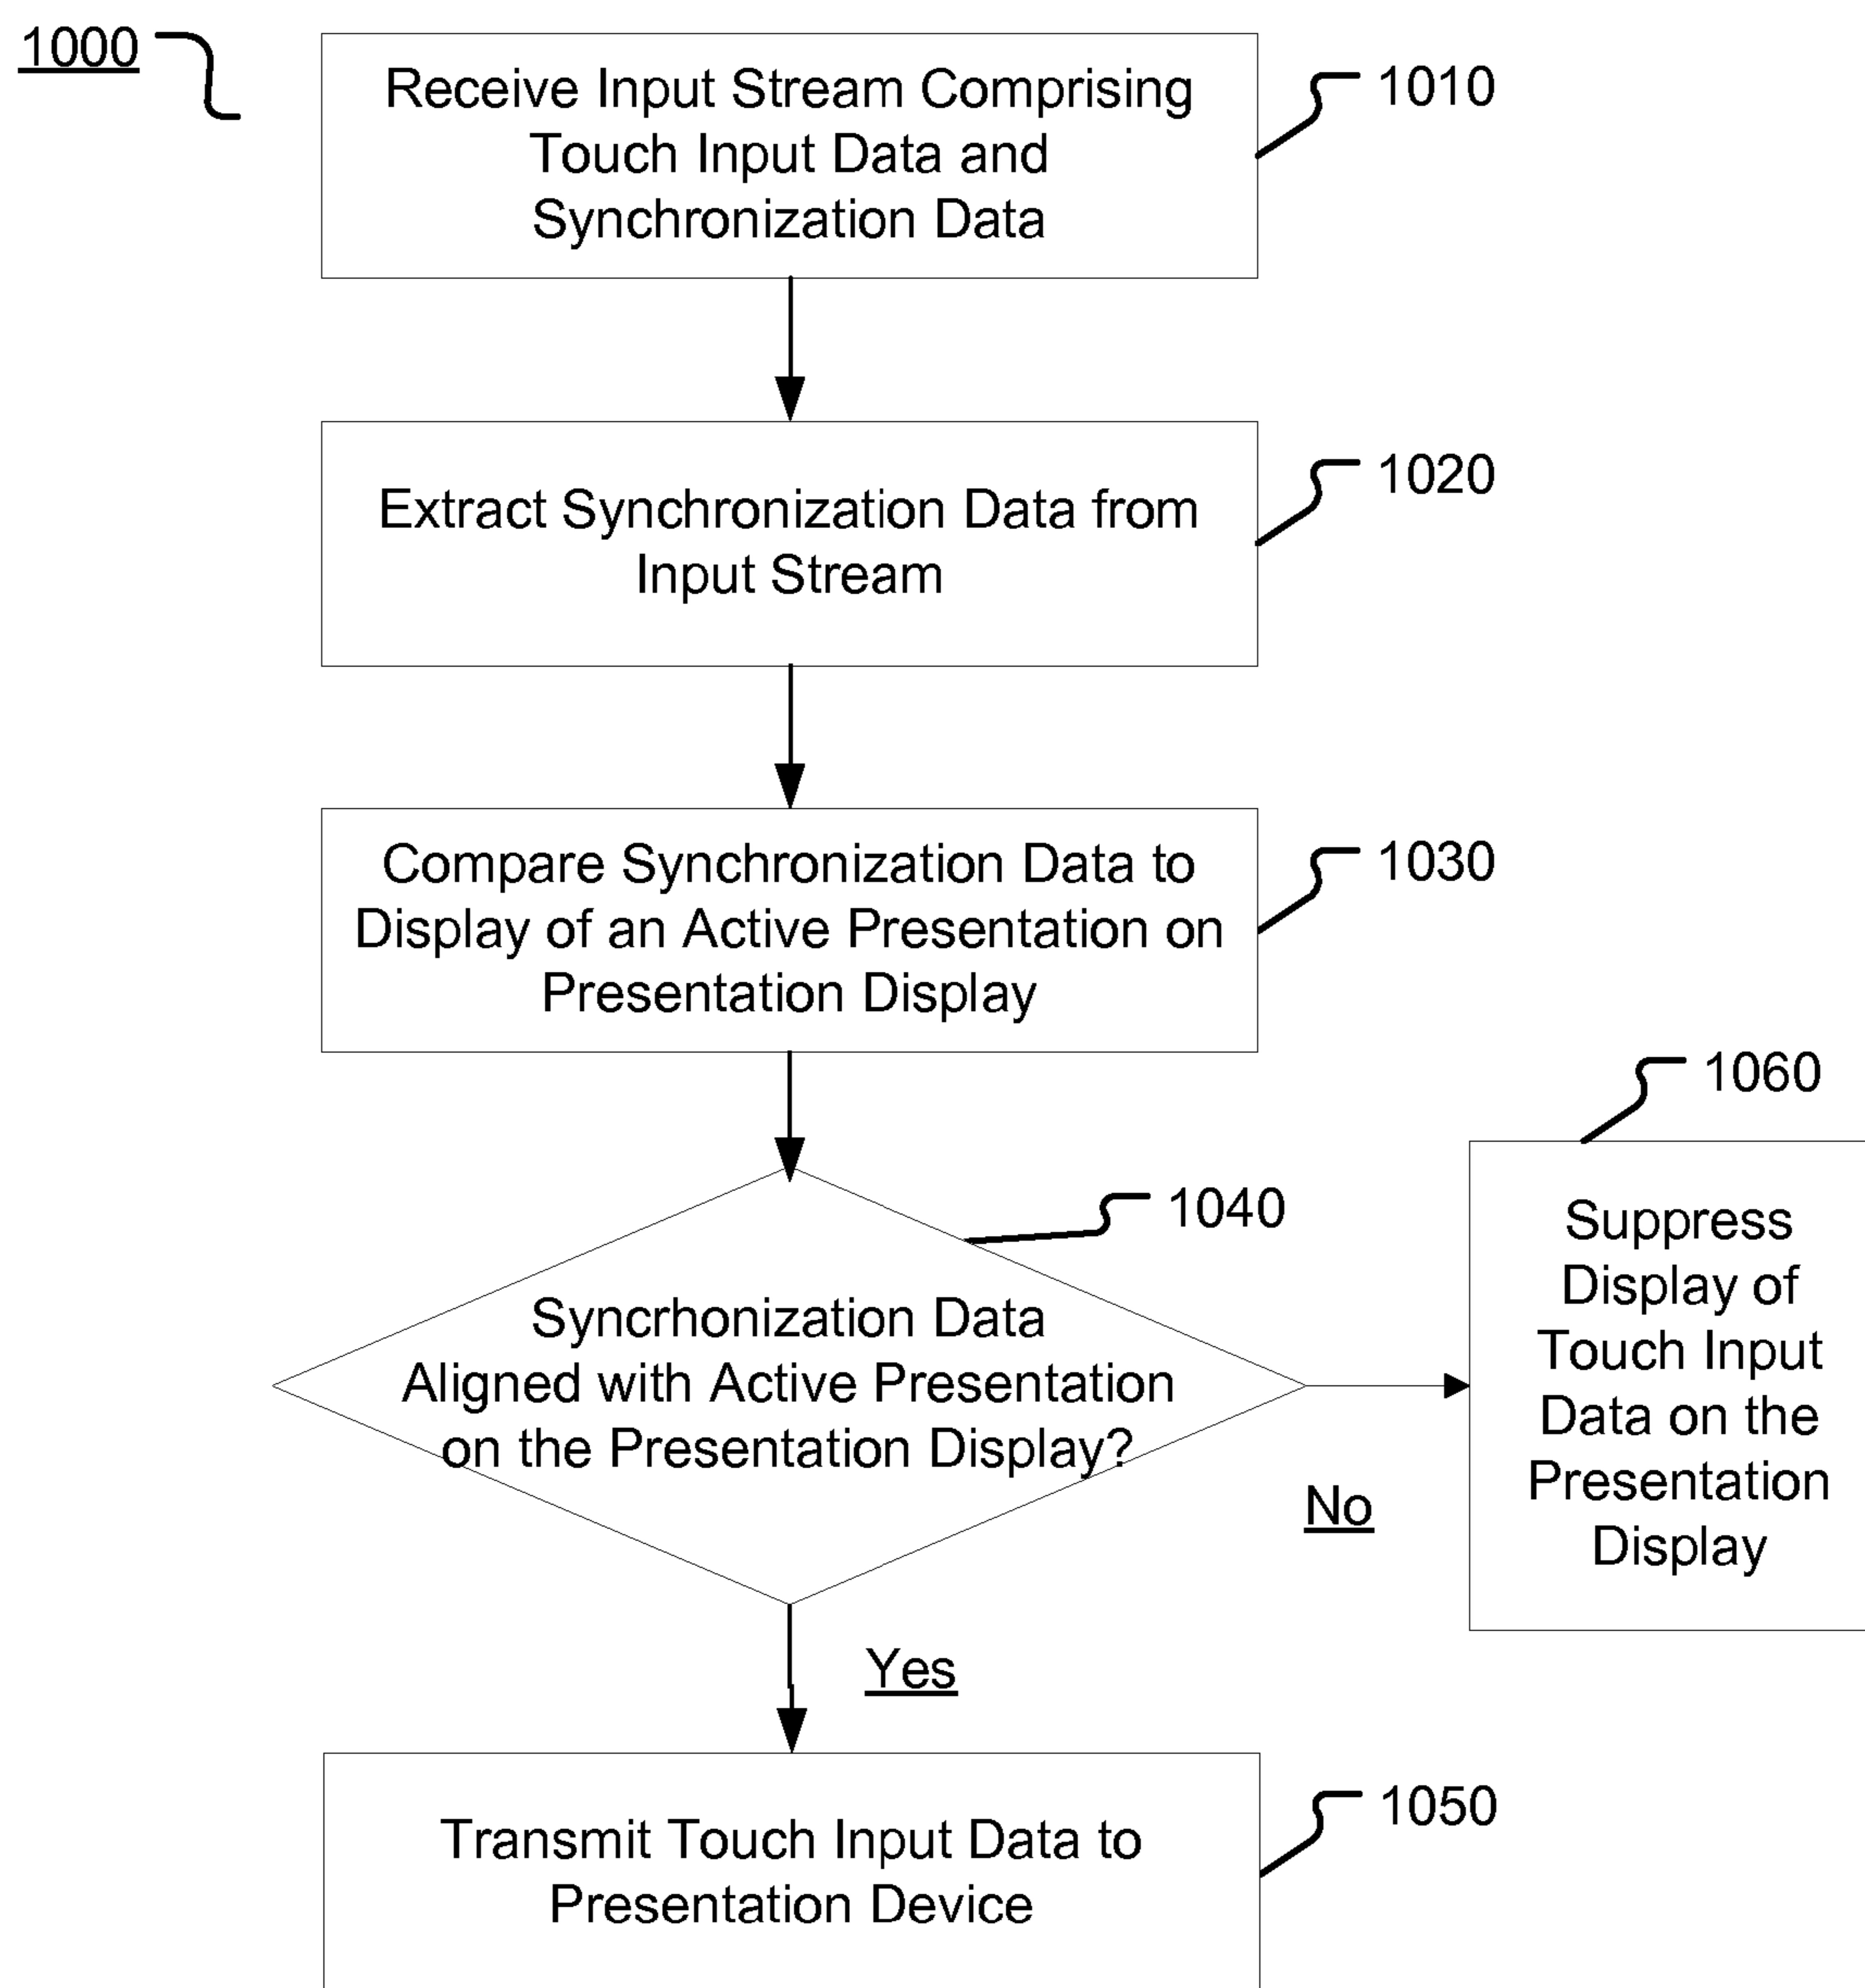 1000
Receive Input Stream Comprising
Touch Input Data and
Synchronization Data
1010
Extract Synchronization Data from
Input Stream
1020
Compare Synchronization Data to
Display of an Active Presentation on
Presentation Display
1030
Syncrhonization Data
Aligned with Active Presentation
on the Presentation Display?
1040
No
1060
Suppress
Display of
Touch Input
Data on the
Presentation
Display
Yes
Transmit Touch Input Data to
Presentation Device
1050